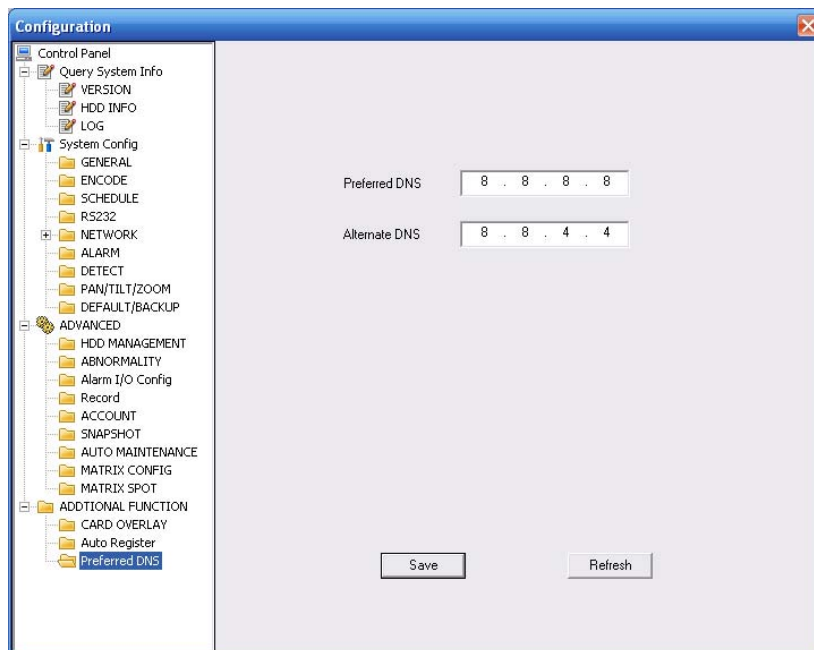 Configuration
Control Panel
Query System Info
VERSION
HDD INFO
LOG
System Config
GENERAL
ENCODE
SCHEDULE
RS232
NETWORK
ALARM
DETECT
PAN/TILT/ZOOM
DEFAULT/BACKUP
ADVANCED
HDD MANAGEMENT
ABNORMALITY
Alarm I/O Config
Record
ACCOUNT
SNAPSHOT
AUTO MAINTENANCE
MATRIX CONFIG
MATRIX SPOT
ADDTIONAL FUNCTION
CARD OVERLAY
Auto Register
Preferred DNS
Preferred DNS 8 . 8 . 8 . 8
Alternate DNS 8 . 8 . 4 . 4
Save Refresh